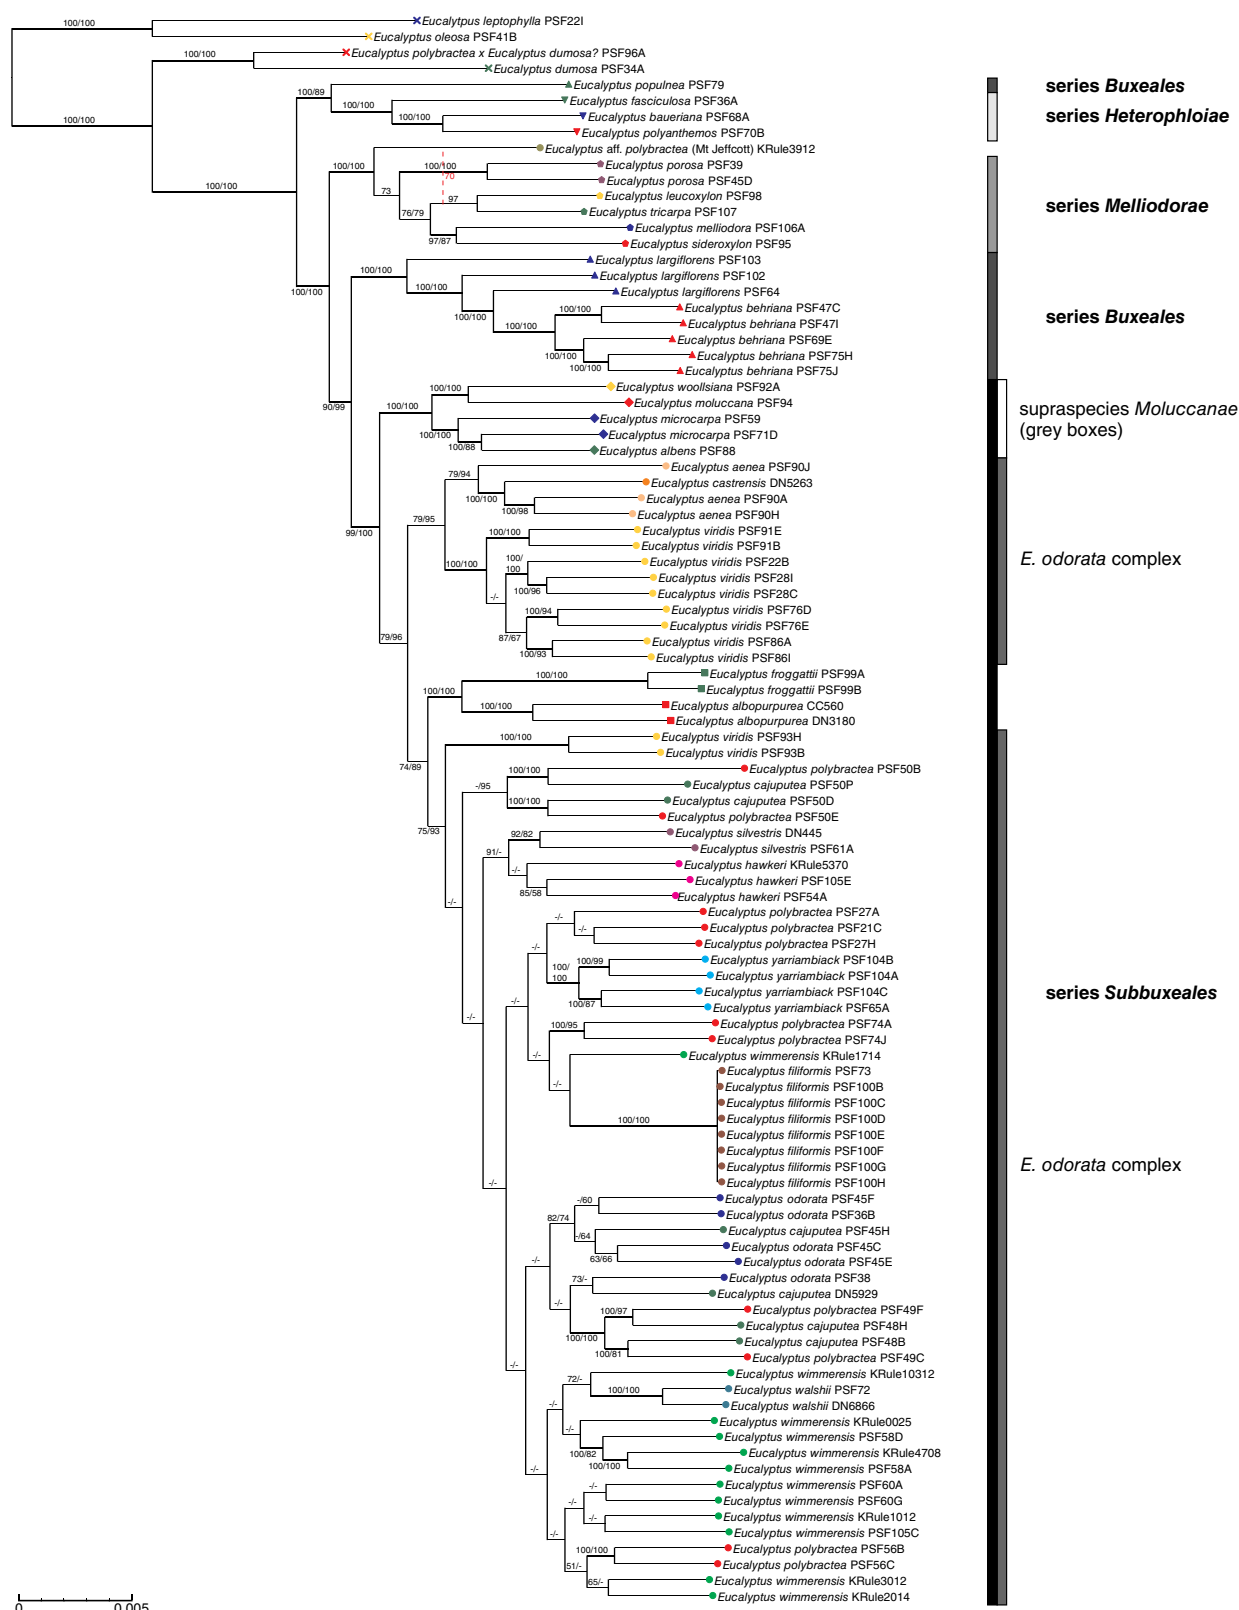 100/100
Eucalytpus leptophylla PSF22I
Eucalyptus oleosa PSF41B
100/100
Eucalyptus polybractea x Eucalyptus dumosa? PSF96A
Eucalyptus dumosa PSF34A
100/100
100/89
Eucalyptus populnea PSF79
series Buxeales
100/100
Eucalyptus fasciculosa PSF36A
100/100
Eucalyptus baueriana PSF68A
series Heterophloiae
Eucalyptus polyanthemos PSF70B
100/100
100/100
Eucalyptus aff. polybractea (Mt Jeffcott) KRule3912
100/100
70
Eucalyptus porosa PSF39
Eucalyptus porosa PSF45D
73
97
Eucalyptus leucoxylon PSF98
76/79
Eucalyptus tricarpa PSF107
series Melliodorae
Eucalyptus melliodora PSF106A
97/87
Eucalyptus sideroxylon PSF95
100/100
100/100
Eucalyptus largiflorens PSF103
100/100
Eucalyptus largiflorens PSF102
100/100
Eucalyptus largiflorens PSF64
100/100
100/100
Eucalyptus behriana PSF47C
Eucalyptus behriana PSF47I
series Buxeales
100/100
Eucalyptus behriana PSF69E
100/100
Eucalyptus behriana PSF75H
Eucalyptus behriana PSF75J
90/99
100/100
100/100
Eucalyptus woollsiana PSF92A
Eucalyptus moluccana PSF94
100/100
Eucalyptus microcarpa PSF59
100/88
Eucalyptus microcarpa PSF71D
Eucalyptus albens PSF88
supraspecies Moluccanae
(grey boxes)
99/100
79/95
79/94
Eucalyptus aenea PSF90J
100/100
Eucalyptus castrensis DN5263
100/98
Eucalyptus aenea PSF90A
Eucalyptus aenea PSF90H
100/100
100/100
Eucalyptus viridis PSF91E
Eucalyptus viridis PSF91B
-/-
100/
100
Eucalyptus viridis PSF22B
100/96
Eucalyptus viridis PSF28I
Eucalyptus viridis PSF28C
87/67
100/94
Eucalyptus viridis PSF76D
Eucalyptus viridis PSF76E
100/93
Eucalyptus viridis PSF86A
Eucalyptus viridis PSF86I
E. odorata complex
79/96
100/100
100/100
Eucalyptus froggattii PSF99A
Eucalyptus froggattii PSF99B
100/100
Eucalyptus albopurpurea CC560
Eucalyptus albopurpurea DN3180
74/89
100/100
Eucalyptus viridis PSF93H
Eucalyptus viridis PSF93B
75/93
-/95
100/100
Eucalyptus polybractea PSF50B
Eucalyptus cajuputea PSF50P
100/100
Eucalyptus cajuputea PSF50D
Eucalyptus polybractea PSF50E
-/-
91/-
92/82
Eucalyptus silvestris DN445
Eucalyptus silvestris PSF61A
-/-
Eucalyptus hawkeri KRule5370
85/58
Eucalyptus hawkeri PSF105E
Eucalyptus hawkeri PSF54A
-/-
-/-
-/-
Eucalyptus polybractea PSF27A
-/-
Eucalyptus polybractea PSF21C
Eucalyptus polybractea PSF27H
100/
100
100/99
Eucalyptus yarriambiack PSF104B
Eucalyptus yarriambiack PSF104A
100/87
Eucalyptus yarriambiack PSF104C
Eucalyptus yarriambiack PSF65A
series Subbuxeales
-/-
-/-
100/95
Eucalyptus polybractea PSF74A
Eucalyptus polybractea PSF74J
-/-
Eucalyptus wimmerensis KRule1714
100/100
Eucalyptus filiformis PSF73
Eucalyptus filiformis PSF100B
Eucalyptus filiformis PSF100C
Eucalyptus filiformis PSF100D
Eucalyptus filiformis PSF100E
Eucalyptus filiformis PSF100F
Eucalyptus filiformis PSF100G
Eucalyptus filiformis PSF100H
E. odorata complex
-/-
-/-
82/74
-/60
Eucalyptus odorata PSF45F
Eucalyptus odorata PSF36B
-/64
Eucalyptus cajuputea PSF45H
63/66
Eucalyptus odorata PSF45C
Eucalyptus odorata PSF45E
-/-
73/-
Eucalyptus odorata PSF38
Eucalyptus cajuputea DN5929
100/100
100/97
Eucalyptus polybractea PSF49F
Eucalyptus cajuputea PSF48H
100/81
Eucalyptus cajuputea PSF48B
Eucalyptus polybractea PSF49C
-/-
-/-
72/-
Eucalyptus wimmerensis KRule10312
100/100
Eucalyptus walshii PSF72
Eucalyptus walshii DN6866
-/-
Eucalyptus wimmerensis KRule0025
100/82
Eucalyptus wimmerensis PSF58D
100/100
Eucalyptus wimmerensis KRule4708
Eucalyptus wimmerensis PSF58A
-/-
-/-
-/-
Eucalyptus wimmerensis PSF60A
Eucalyptus wimmerensis PSF60G
-/-
Eucalyptus wimmerensis KRule1012
Eucalyptus wimmerensis PSF105C
-/-
51/-
100/100
Eucalyptus polybractea PSF56B
Eucalyptus polybractea PSF56C
65/-
Eucalyptus wimmerensis KRule3012
Eucalyptus wimmerensis KRule2014
0 0.005